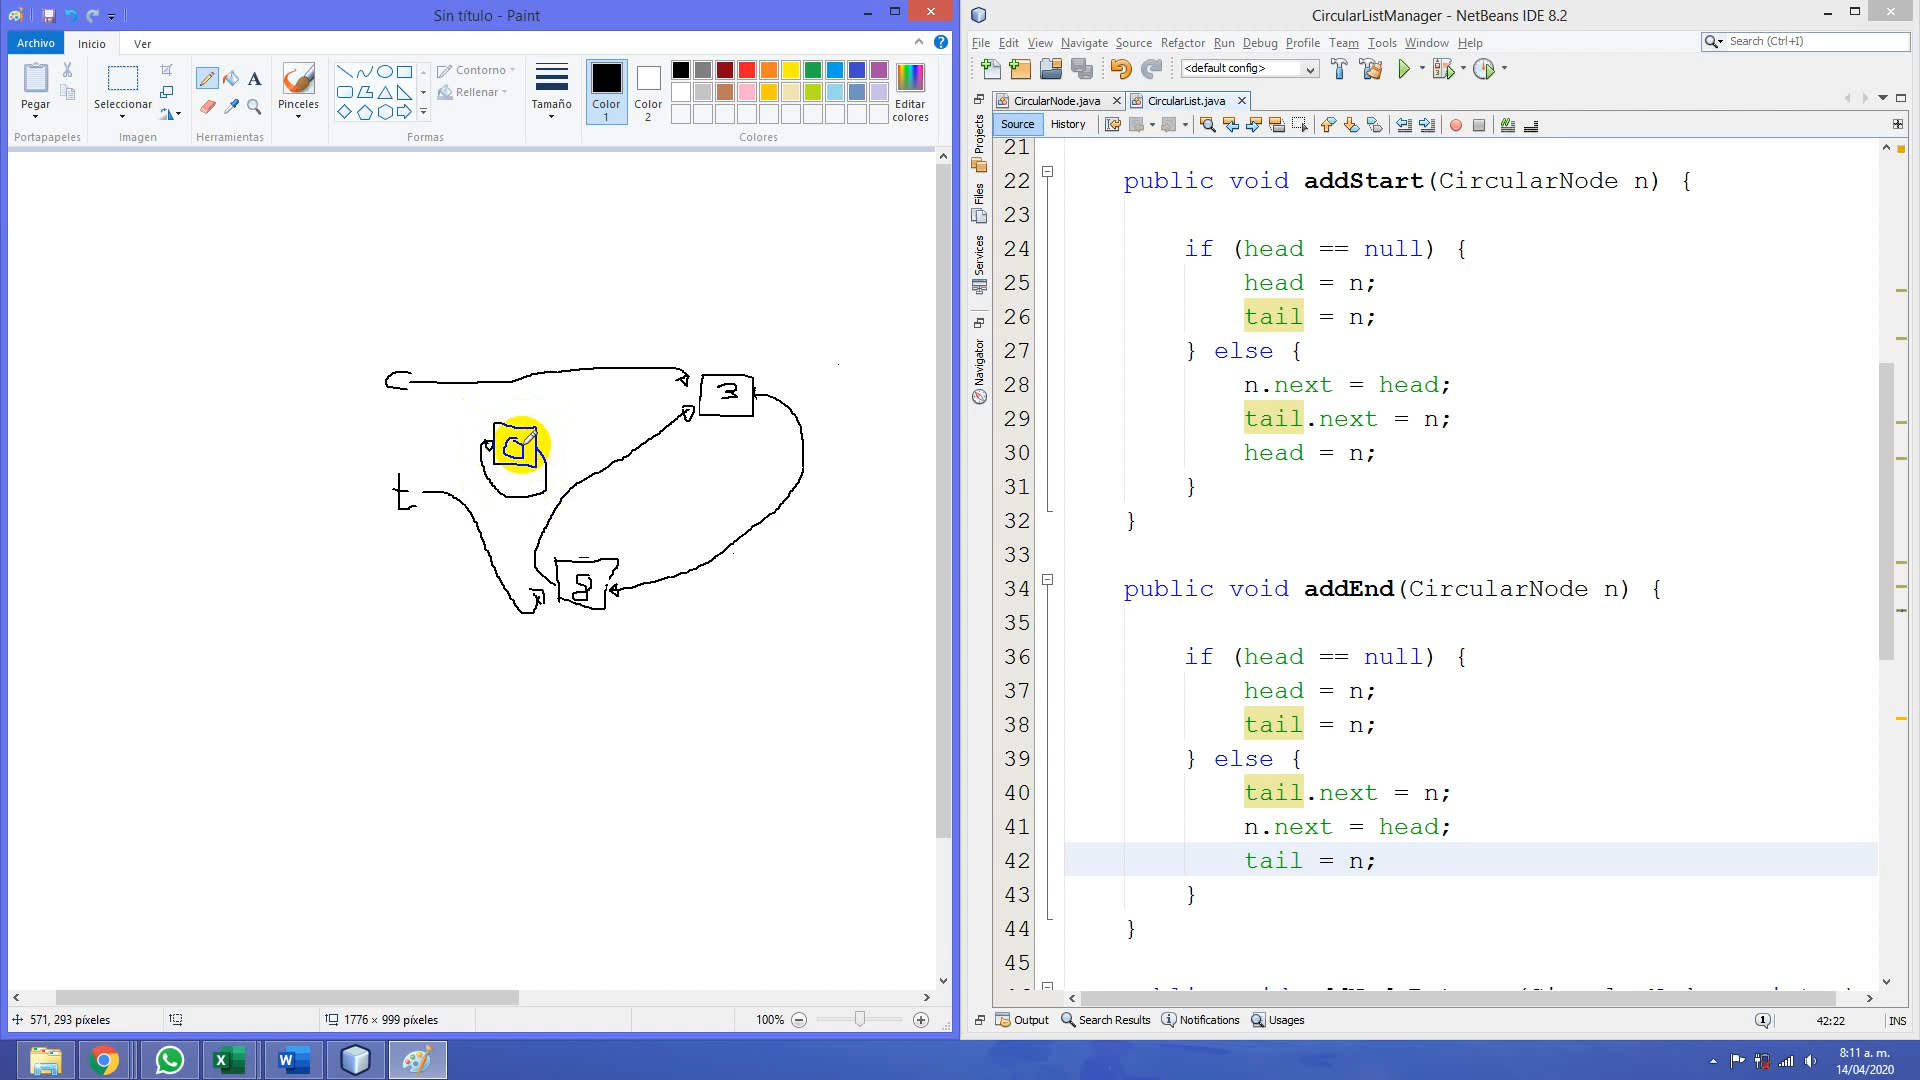 Sin título - Paint
Archivo Inicio Ver
Pegar
Portapapeles
Seleccionar
Imagen
Herramientas
Pinceles
Contorno
Rellenar
Formas
Tamaño
Color 1
Color 2
Editar colores
Colores
3
t
571, 293 píxeles
1776 × 999 píxeles
100%
CircularListManager - NetBeans IDE 8.2
File Edit View Navigate Source Refactor Run Debug Profile Team Tools Window Help
Search (Ctrl+I)
<default config>
CircularNode.java
CircularList.java
Source History
Projects
Files
Services
Navigator
21
22 public void addStart(CircularNode n) {
23
24 if (head == null) {
25 head = n;
26 tail = n;
27 } else {
28 n.next = head;
29 tail.next = n;
30 head = n;
31 }
32 }
33
34 public void addEnd(CircularNode n) {
35
36 if (head == null) {
37 head = n;
38 tail = n;
39 } else {
40 tail.next = n;
41 n.next = head;
42 tail = n;
43 }
44 }
45
Output Search Results Notifications Usages
1
42:22
INS
8:11 a. m.
14/04/2020